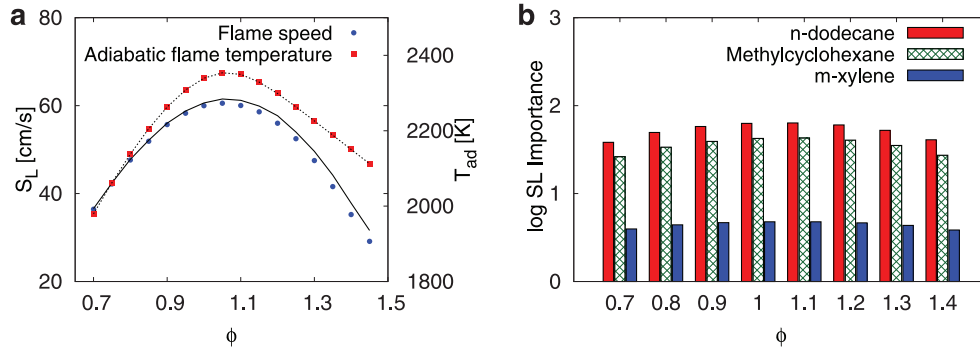 a
80
60
40
20
S_L [cm/s]
Flame speed
Adiabatic flame temperature
2400
2200
2000
1800
T_ad [K]
0.7 0.9 1.1 1.3 1.5
ϕ
b
3
2
1
0
log SL Importance
n-dodecane
Methylcyclohexane
m-xylene
0.7 0.8 0.9 1 1.1 1.2 1.3 1.4
ϕ